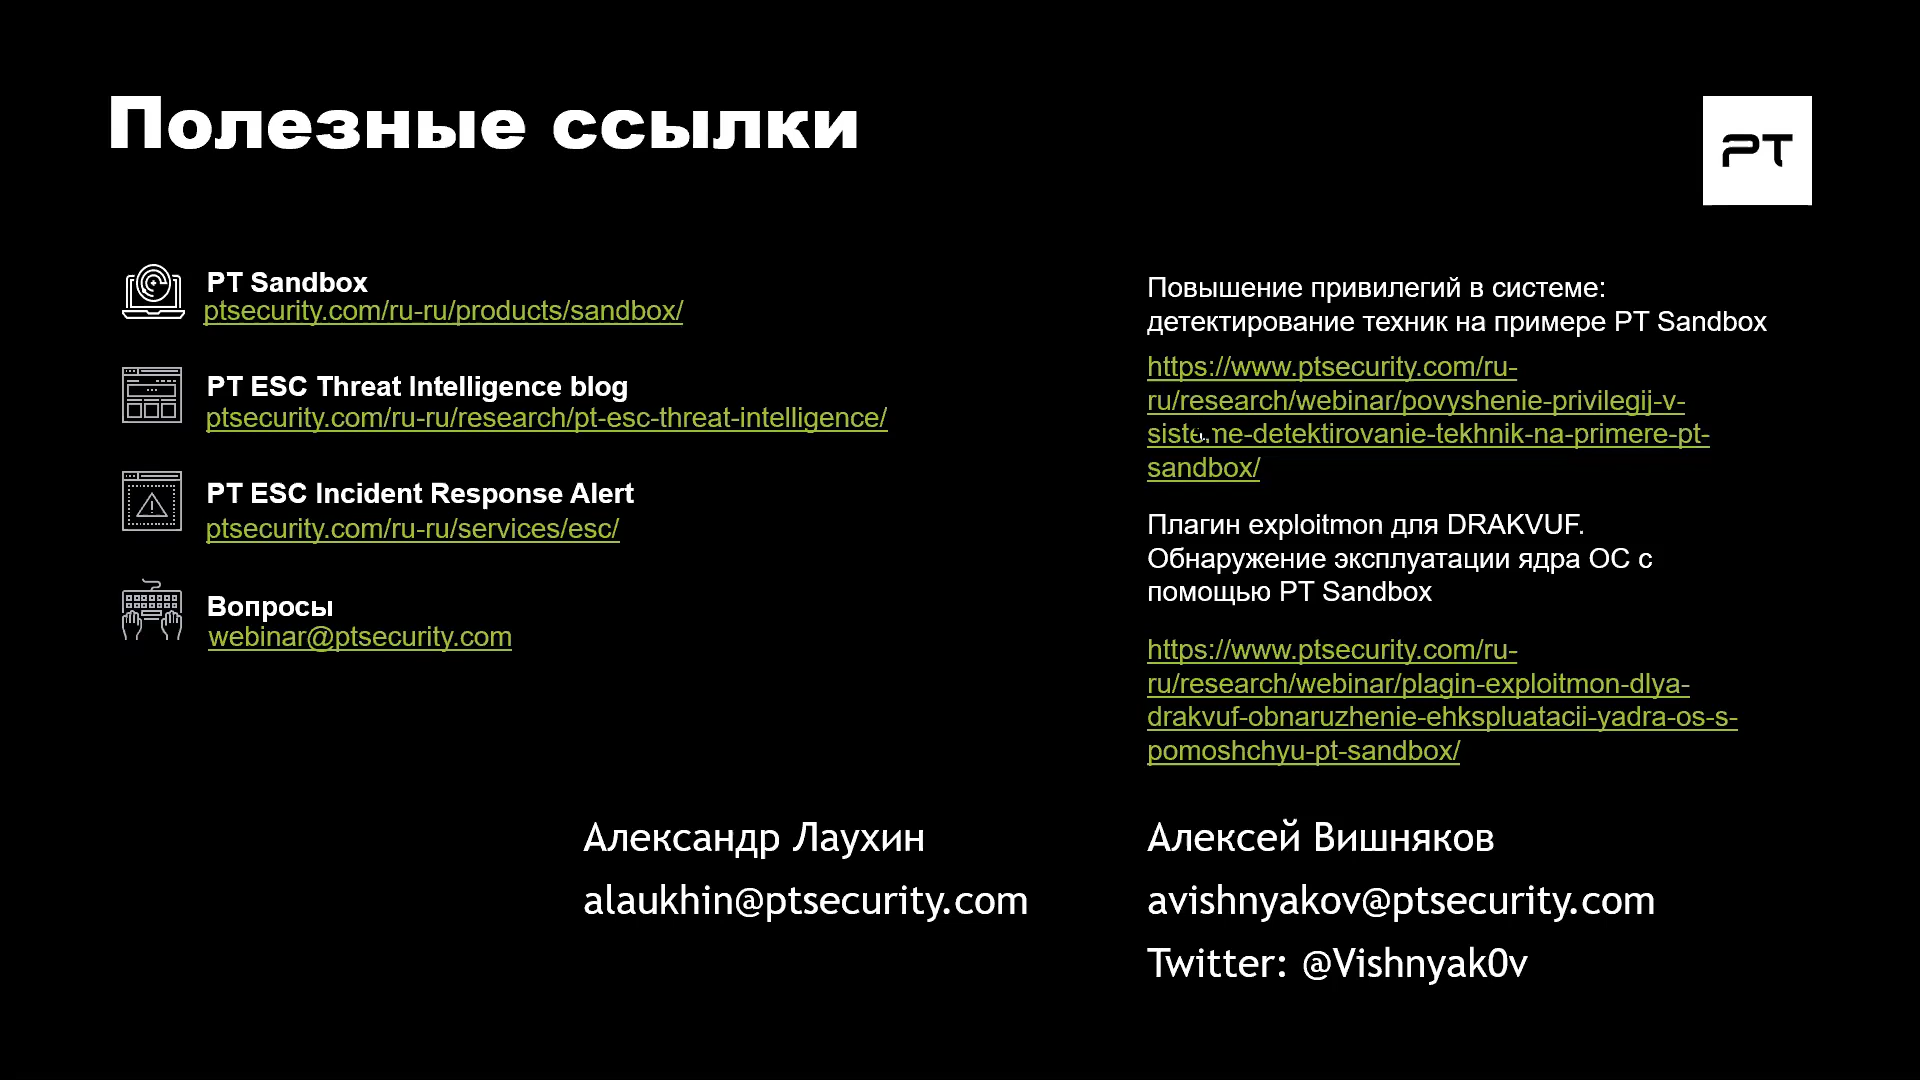 Полезные ссылки
PT
PT Sandbox
ptsecurity.com/ru-ru/products/sandbox/
PT ESC Threat Intelligence blog
ptsecurity.com/ru-ru/research/pt-esc-threat-intelligence/
PT ESC Incident Response Alert
ptsecurity.com/ru-ru/services/esc/
Вопросы
webinar@ptsecurity.com
Повышение привилегий в системе:
детектирование техник на примере PT Sandbox
https://www.ptsecurity.com/ru-
ru/research/webinar/povyshenie-privilegij-v-
sisteme-detektirovanie-tekhnik-na-primere-pt-
sandbox/
Плагин exploitmon для DRAKVUF.
Обнаружение эксплуатации ядра ОС с
помощью PT Sandbox
https://www.ptsecurity.com/ru-
ru/research/webinar/plagin-exploitmon-dlya-
drakvuf-obnaruzhenie-ehkspluatacii-yadra-os-s-
pomoshchyu-pt-sandbox/
Александр Лаухин
alaukhin@ptsecurity.com
Алексей Вишняков
avishnyakov@ptsecurity.com
Twitter: @Vishnyak0v